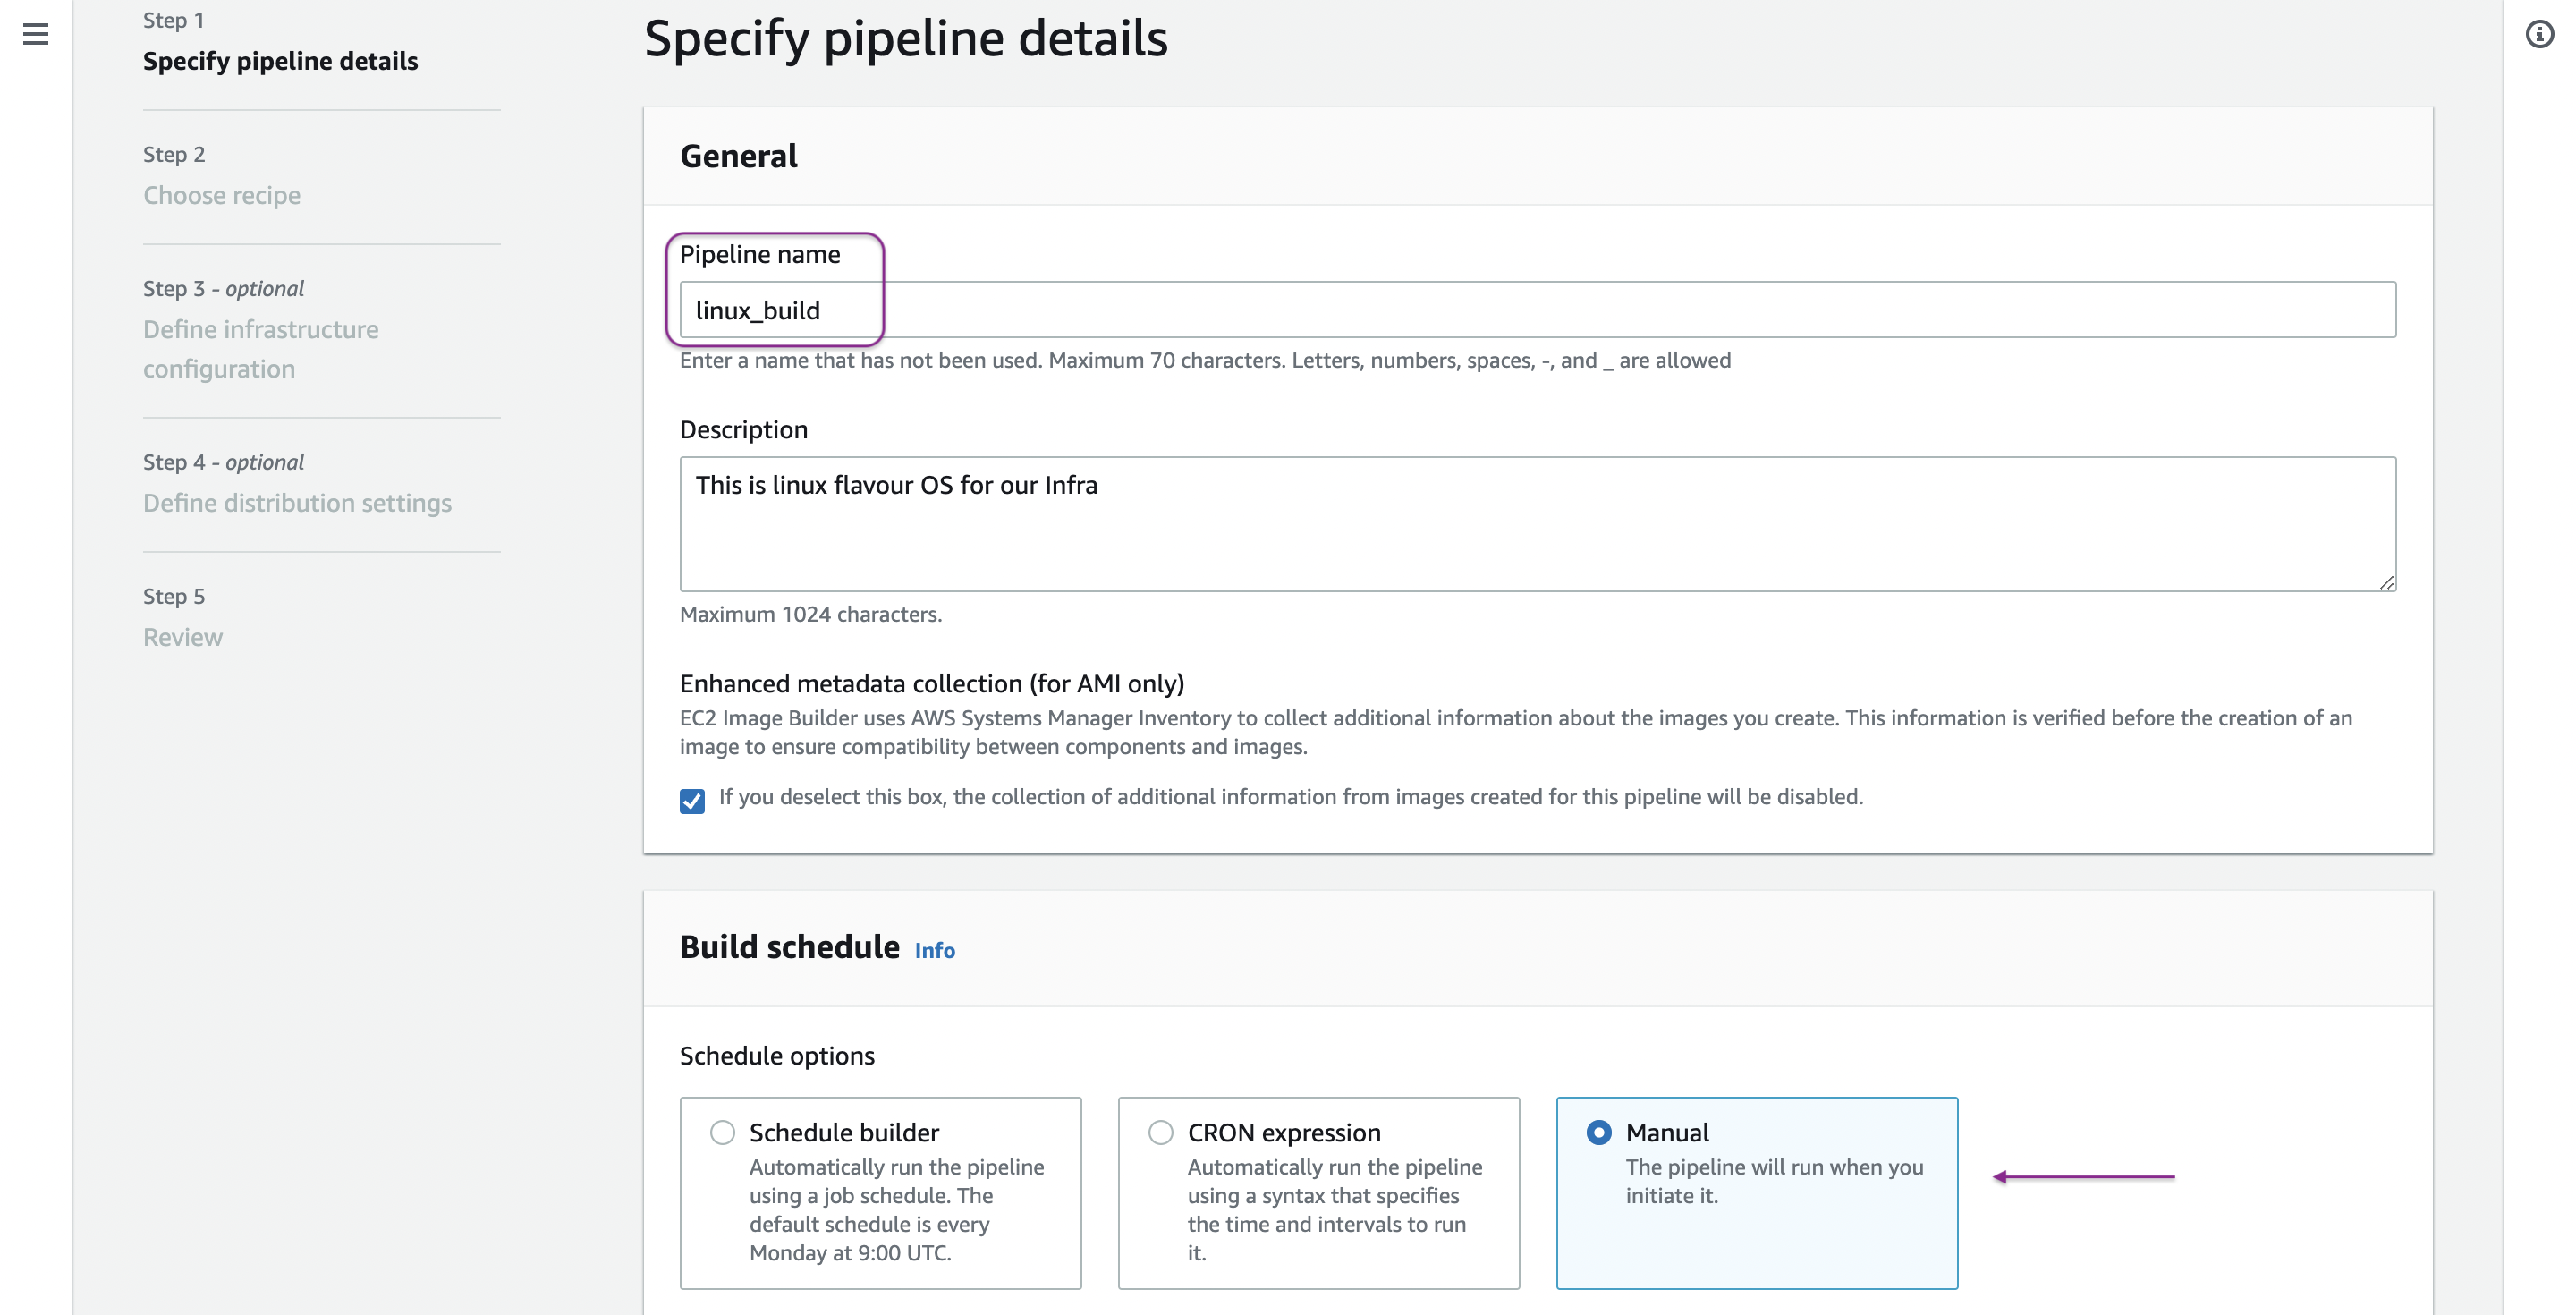 Step 1
Specify pipeline details
Step 2
Choose recipe
Step 3 - optional
Define infrastructure
configuration
Step 4 - optional
Define distribution settings
Step 5
Review
Specify pipeline details
General
Pipeline name
linux_build
Enter a name that has not been used. Maximum 70 characters. Letters, numbers, spaces, -, and _ are allowed
Description
This is linux flavour OS for our Infra
Maximum 1024 characters.
Enhanced metadata collection (for AMI only)
EC2 Image Builder uses AWS Systems Manager Inventory to collect additional information about the images you create. This information is verified before the creation of an
image to ensure compatibility between components and images.
If you deselect this box, the collection of additional information from images created for this pipeline will be disabled.
Build schedule Info
Schedule options
Schedule builder
Automatically run the pipeline
using a job schedule. The
default schedule is every
Monday at 9:00 UTC.
CRON expression
Automatically run the pipeline
using a syntax that specifies
the time and intervals to run
it.
Manual
The pipeline will run when you
initiate it.